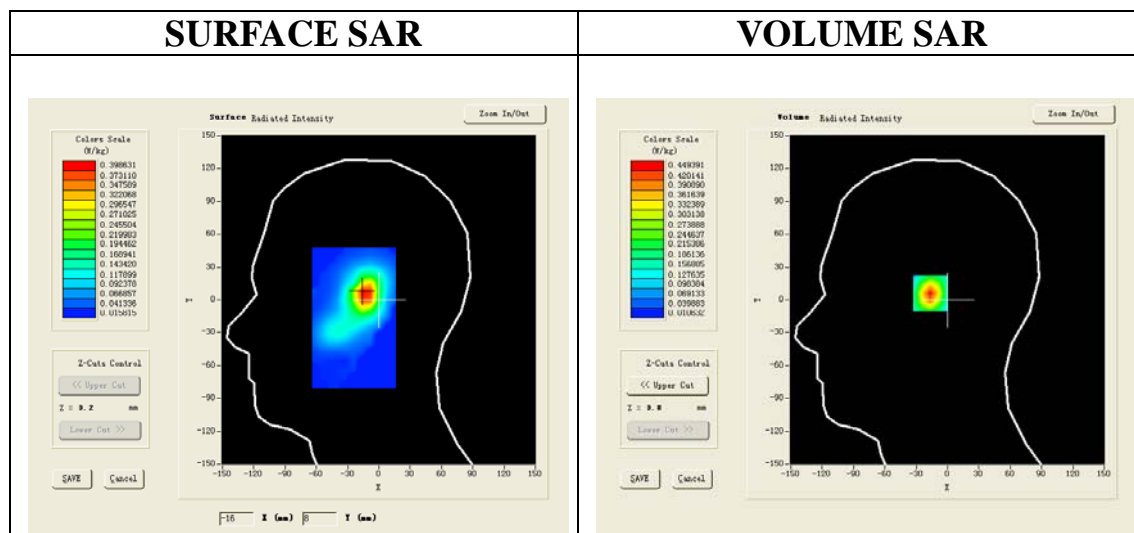 SURFACE SAR
VOLUME SAR
Surface Radiated Intensity
Zoom In/Out
Colors Scale
(W/kg)
0.398631
0.373110
0.347589
0.322068
0.296547
0.271025
0.245504
0.219983
0.194462
0.168941
0.143420
0.117899
0.092378
0.066857
0.041336
0.015815
150
120
90
60
30
0
-30
-60
-90
-120
-150
Y
-150 -120 -90 -60 -30 0 30 60 90 120 150
X
Z-Cuts Control
<< Upper Cut
Z = 9.2 mm
Lower Cut >>
SAVE Cancel
-16 X (mm) 8 Y (mm)
Volume Radiated Intensity
Zoom In/Out
Colors Scale
(W/kg)
0.449391
0.420141
0.390890
0.361639
0.332389
0.303138
0.273888
0.244637
0.215386
0.186136
0.156885
0.127635
0.098384
0.069133
0.039883
0.010632
150
120
90
60
30
0
-30
-60
-90
-120
-150
Y
-150 -120 -90 -60 -30 0 30 60 90 120 150
X
Z-Cuts Control
<< Upper Cut
Z = 9.8 mm
Lower Cut >>
SAVE Cancel